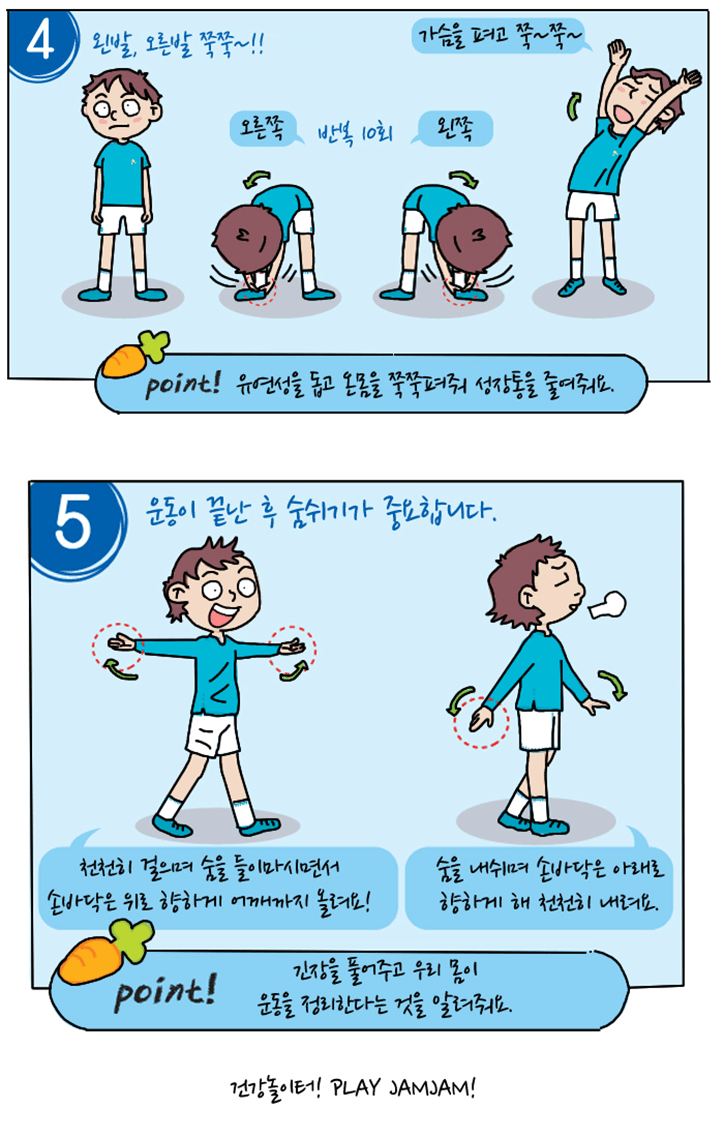 4
왼발, 오른발 쭉쭉~!!
가슴을 펴고 쭉~쭉~
오른쪽
반복 10회
왼쪽
point! 유연성을 돕고 온몸을 쭉쭉펴줘 성장통을 줄여줘요.
5
운동이 끝난 후 숨쉬기가 중요합니다.
천천히 걸으며 숨을 들이마시면서
손바닥은 위로 향하게 어깨까지 올려요!
숨을 내쉬며 손바닥은 아래로
향하게 해 천천히 내려요.
point!
긴장을 풀어주고 우리 몸이
운동을 정리한다는 것을 알려줘요.
건강놀이터! PLAY JAMJAM!